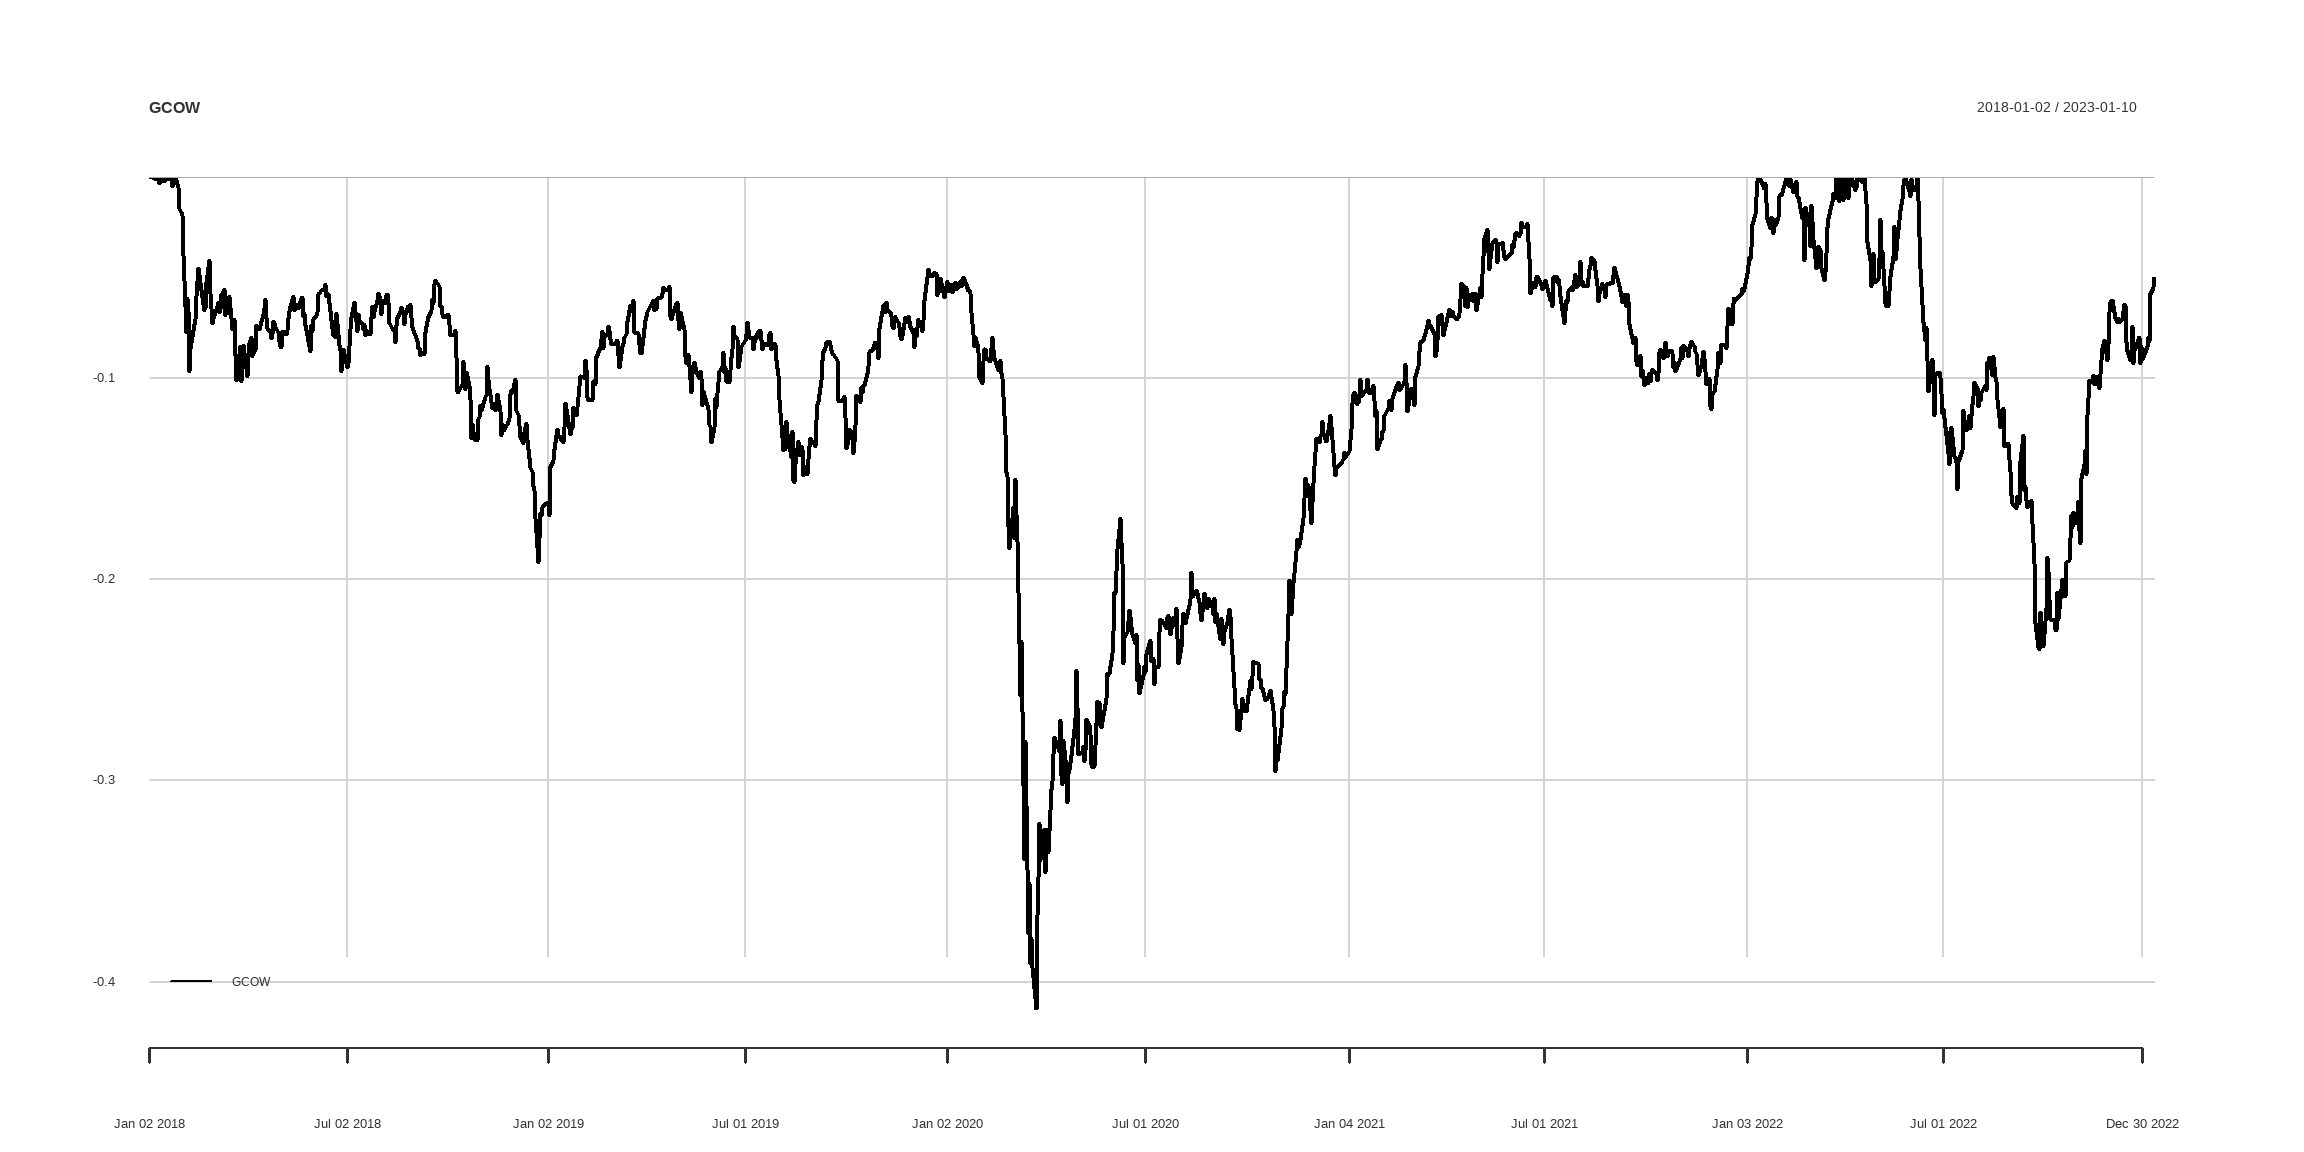 GCOW
2018-01-02 / 2023-01-10
-0.1
-0.2
-0.3
-0.4
GCOW
Jan 02 2018
Jul 02 2018
Jan 02 2019
Jul 01 2019
Jan 02 2020
Jul 01 2020
Jan 04 2021
Jul 01 2021
Jan 03 2022
Jul 01 2022
Dec 30 2022